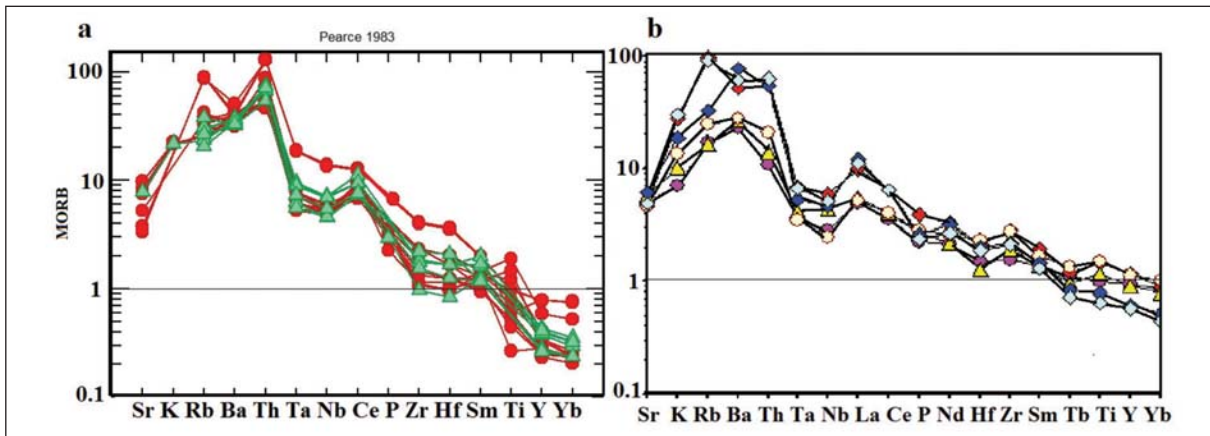 a
Pearce 1983
MORB
100
10
1
0.1
Sr K Rb Ba Th Ta Nb Ce P Zr Hf Sm Ti Y Yb
b
100
10
1
0.1
Sr K Rb Ba Th Ta Nb La Ce P Nd Hf Zr Sm Tb Ti Y Yb